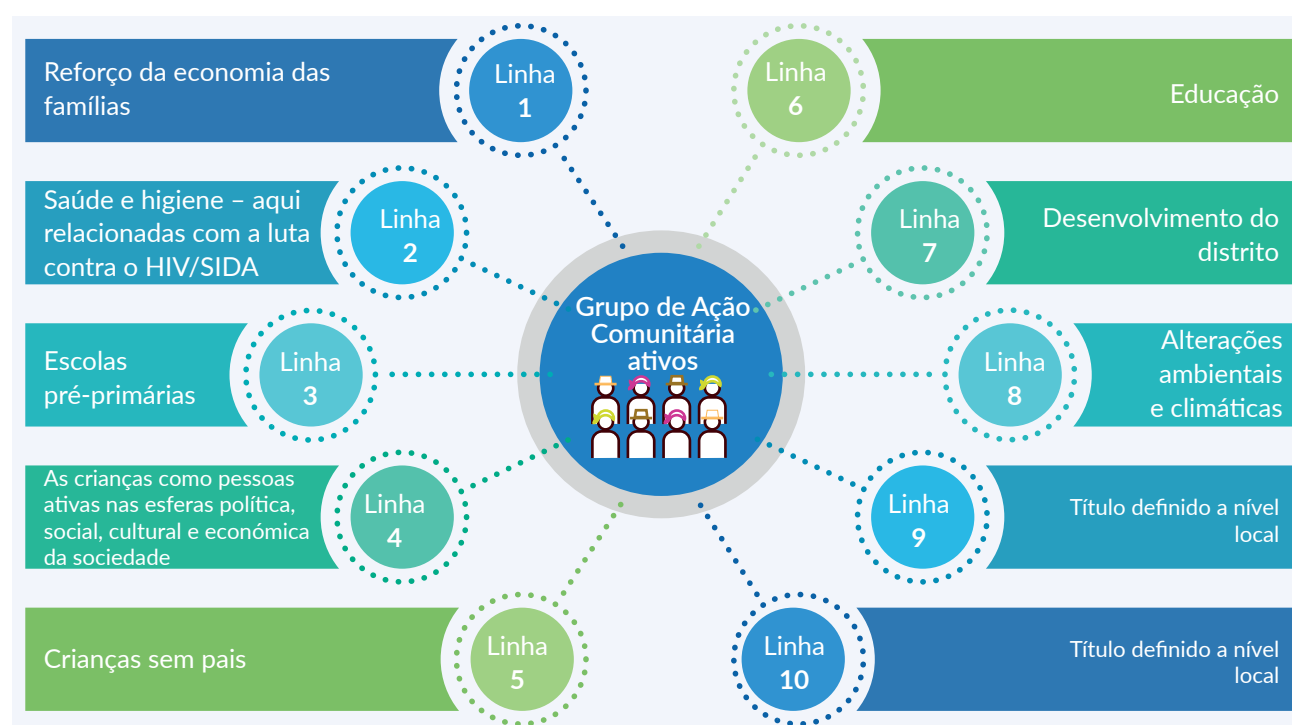 Reforço da economia das
famílias
Linha
1
Saúde e higiene – aqui
relacionadas com a luta
contra o HIV/SIDA
Linha
2
Escolas
pré-primárias
Linha
3
As crianças como pessoas
ativas nas esferas política,
social, cultural e económica
da sociedade
Linha
4
Crianças sem pais
Linha
5
Grupo de Ação
Comunitária
ativos
Linha
6
Educação
Linha
7
Desenvolvimento do
distrito
Linha
8
Alterações
ambientais
e climáticas
Linha
9
Título definido a nível
local
Linha
10
Título definido a nível
local